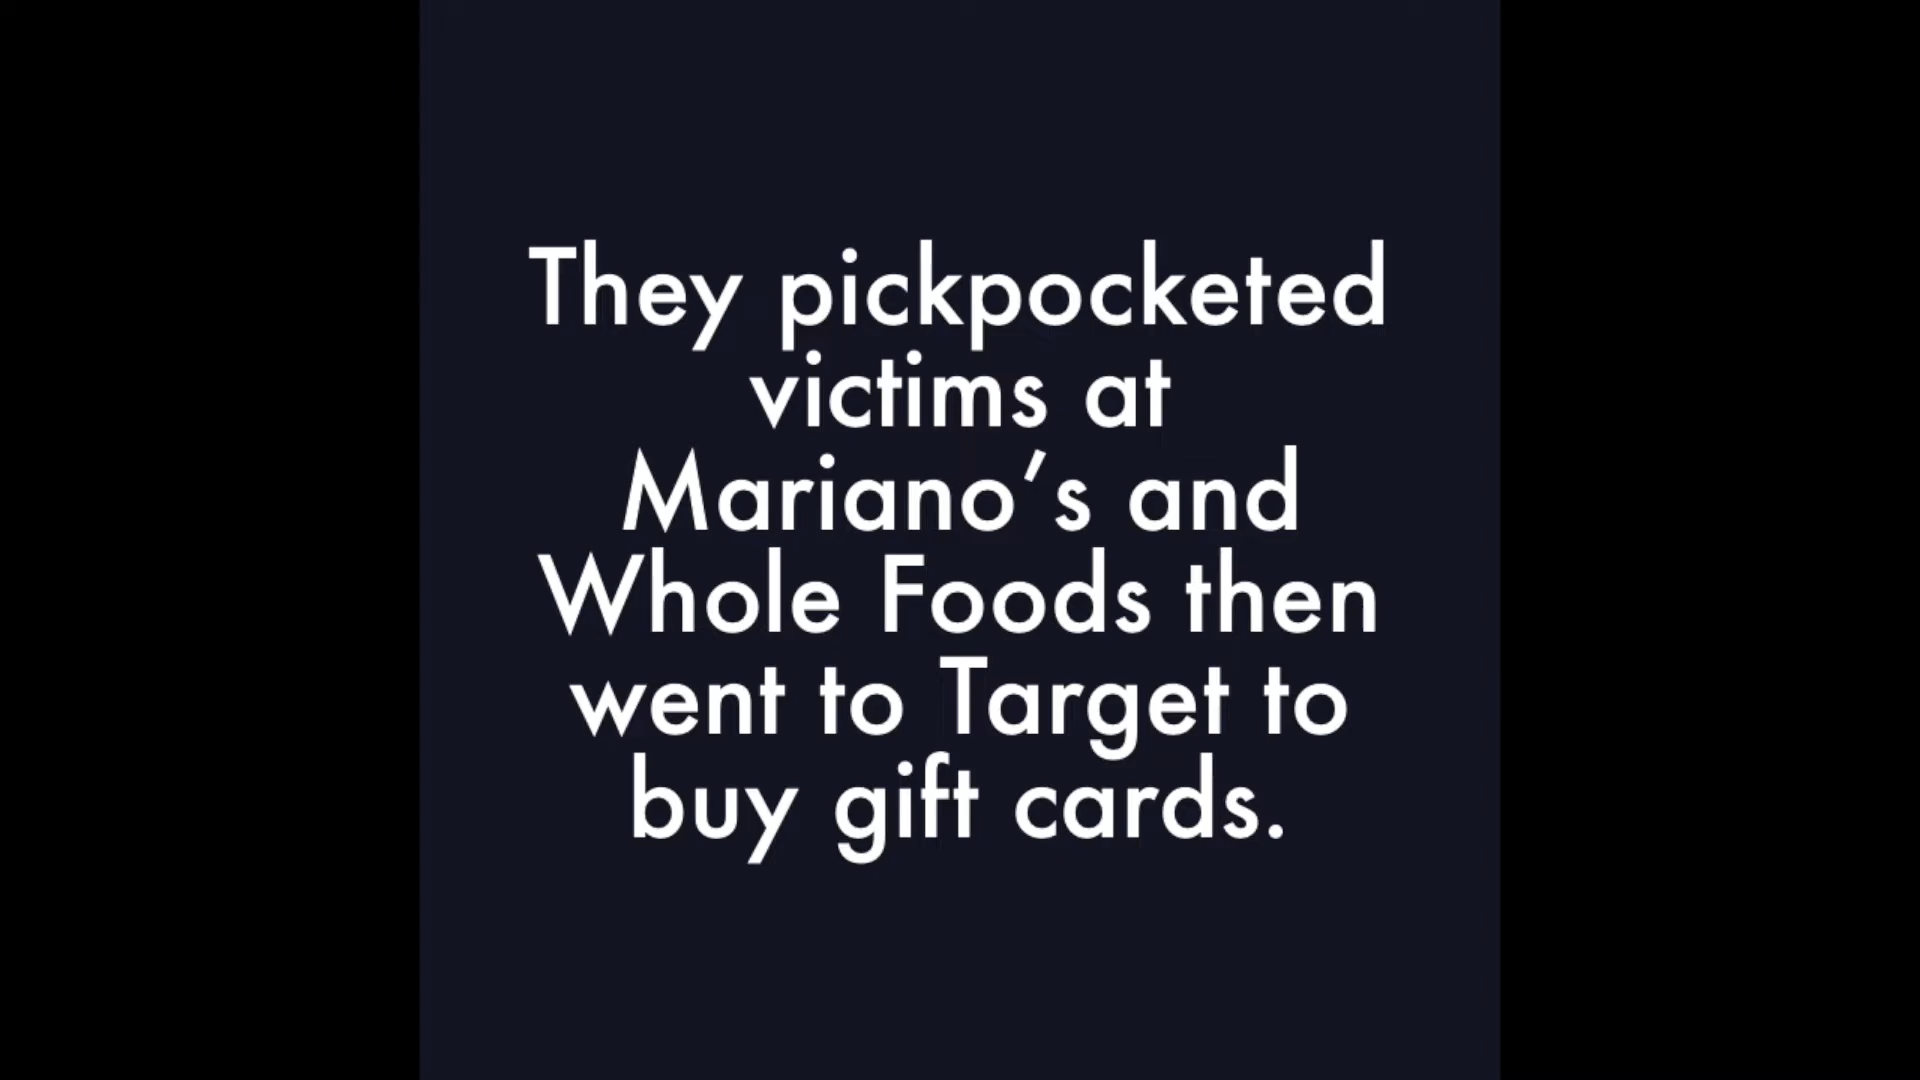 They pickpocketed
victims at
Mariano’s and
Whole Foods then
went to Target to
buy gift cards.